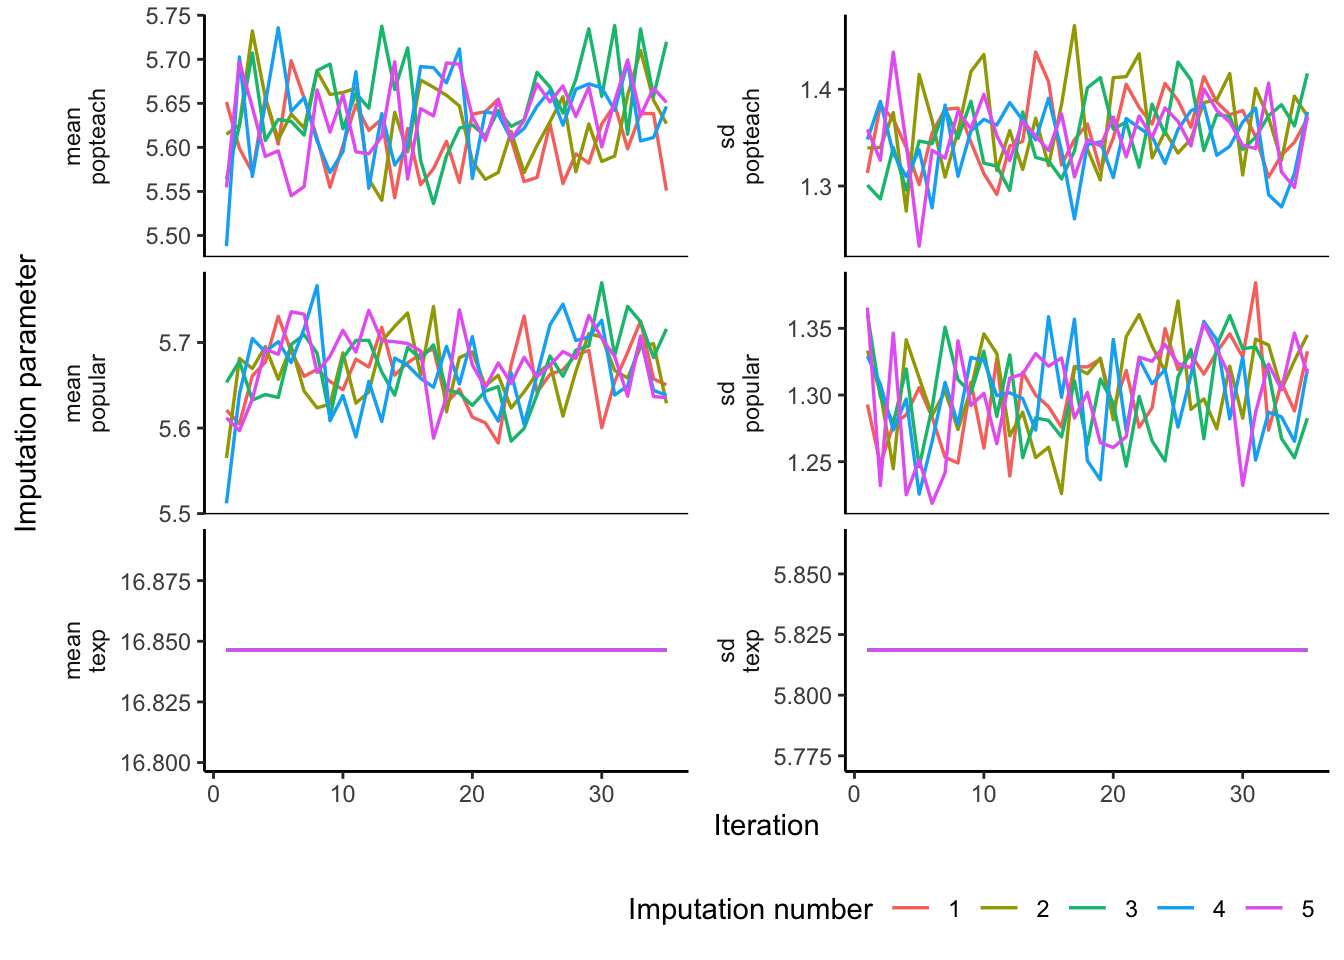 Imputation parameter
mean
popteach
5.75
5.70
5.65
5.60
5.55
5.50
sd
popteach
1.4
1.3
mean
popular
5.7
5.6
5.5
sd
popular
1.35
1.30
1.25
mean
texp
16.875
16.850
16.825
16.800
sd
texp
5.850
5.825
5.800
5.775
0 10 20 30
0 10 20 30
Iteration
Imputation number 1 2 3 4 5